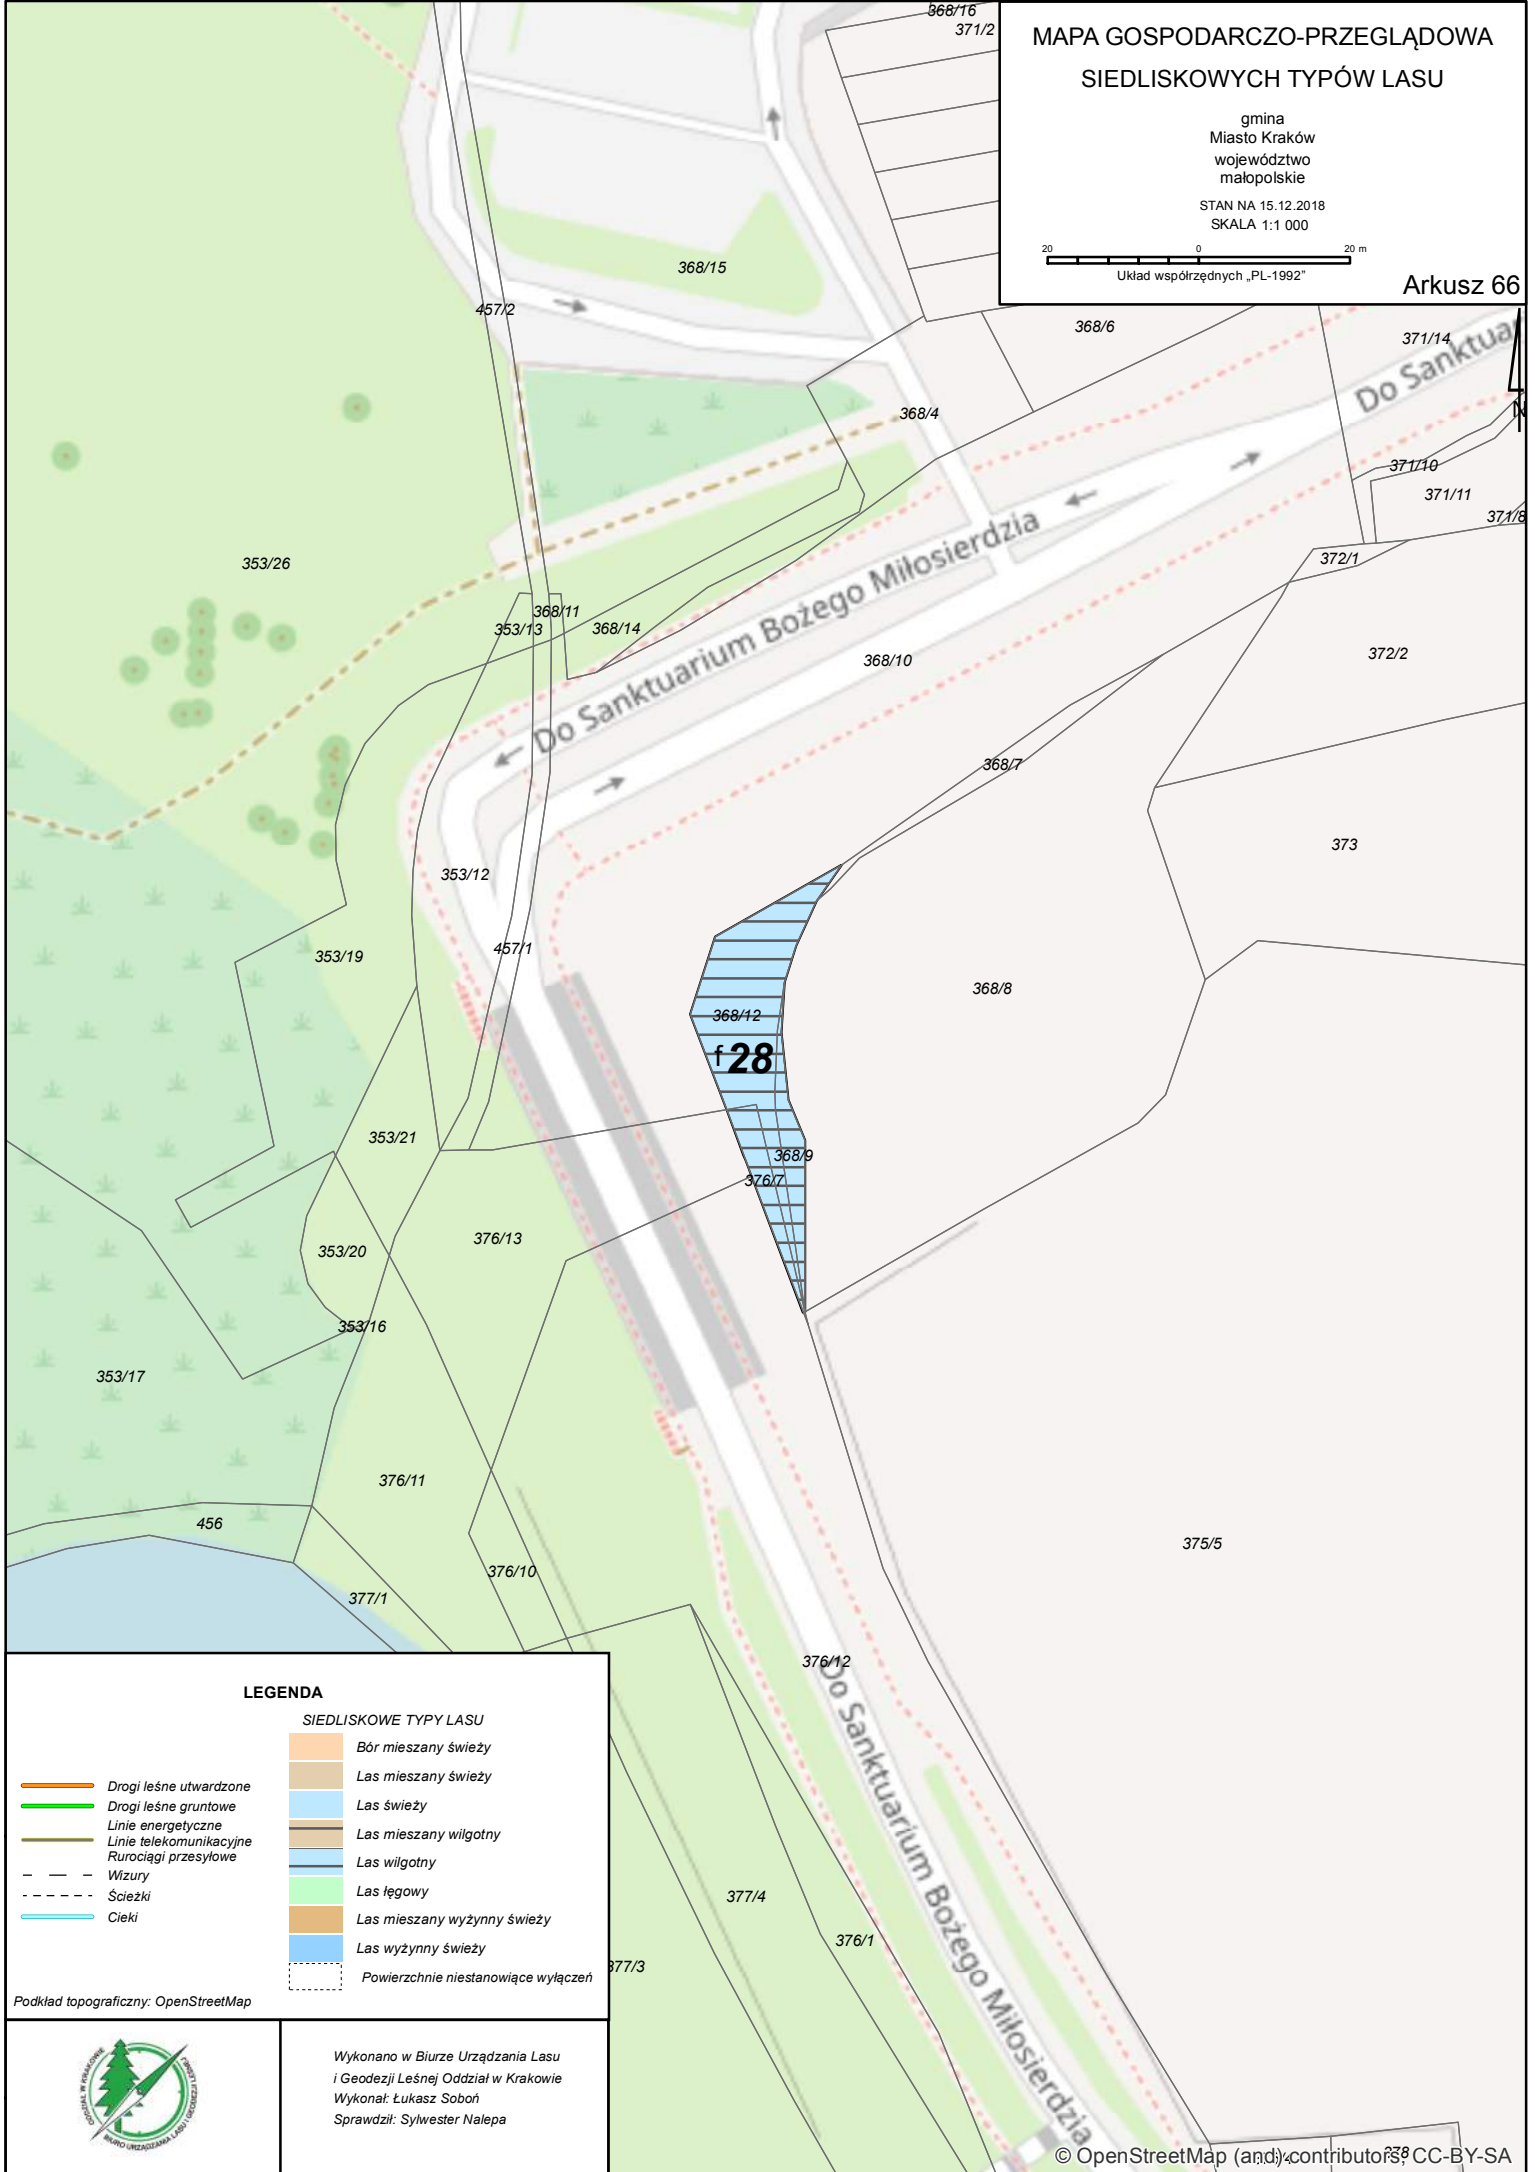 MAPA GOSPODARCZO-PRZEGLĄDOWA
SIEDLISKOWYCH TYPÓW LASU
gmina
Miasto Kraków
województwo
małopolskie
STAN NA 15.12.2018
SKALA 1:1 000
20 0 20 m
Układ współrzędnych „PL-1992”
Arkusz 66
N
368/16
371/2
368/15
457/2
368/6
371/14
Do Sanktuar
368/4
371/10
371/11
371/8
353/26
372/1
Do Sanktuarium Bożego Miłosierdzia
368/11
353/13
368/14
368/10
372/2
368/7
373
353/12
457/1
353/19
368/8
368/12
f 28
353/21
368/9
376/7
376/13
353/20
353/16
353/17
376/11
456
375/5
376/10
377/1
376/12
Do Sanktuarium Bożego Miłosierdzia
377/4
376/1
377/3
378
LEGENDA
SIEDLISKOWE TYPY LASU
Bór mieszany świeży
Las mieszany świeży
Las świeży
Las mieszany wilgotny
Las wilgotny
Las łęgowy
Las mieszany wyżynny świeży
Las wyżynny świeży
Powierzchnie niestanowiące wyłączeń
Drogi leśne utwardzone
Drogi leśne gruntowe
Linie energetyczne
Linie telekomunikacyjne
Rurociągi przesyłowe
Wizury
Ścieżki
Cieki
Podkład topograficzny: OpenStreetMap
ODDZIAŁ W KRAKOWIE
BIURO URZĄDZANIA LASU I GEODEZJI LEŚNEJ
Wykonano w Biurze Urządzania Lasu
i Geodezji Leśnej Oddział w Krakowie
Wykonał: Łukasz Soboń
Sprawdził: Sylwester Nalepa
© OpenStreetMap (and) contributors, CC-BY-SA